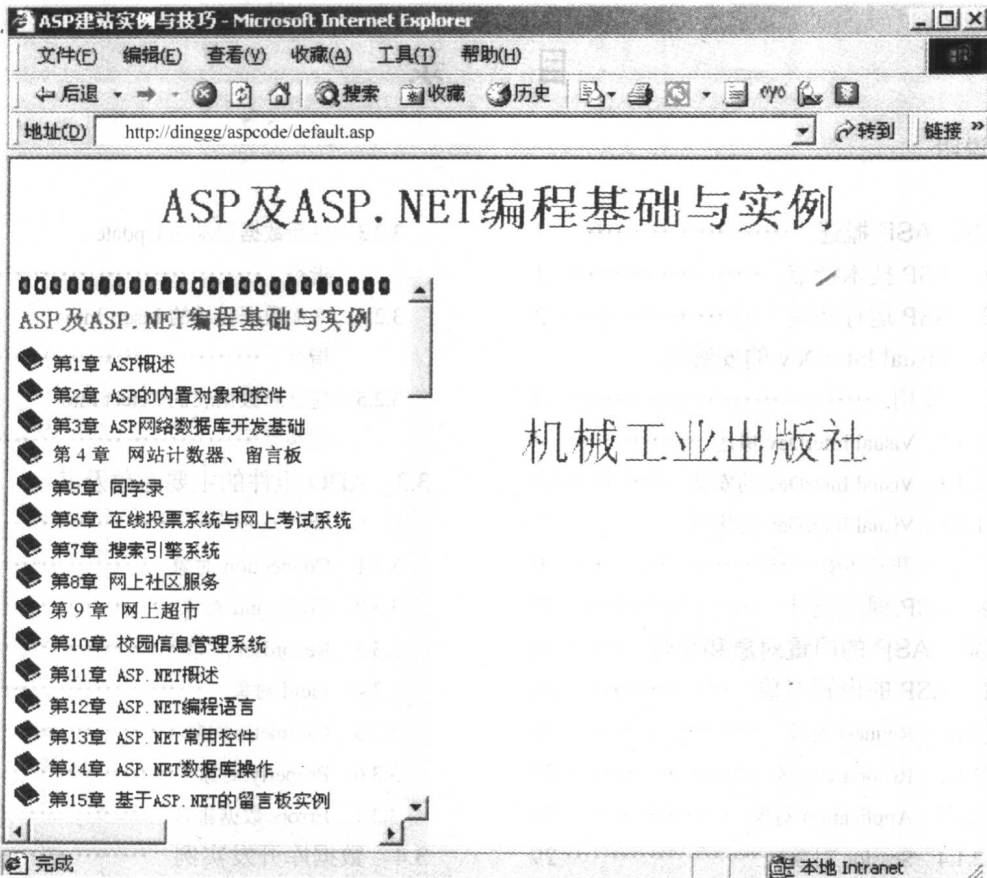 ASP建站实例与技巧 - Microsoft Internet Explorer
文件(F) 编辑(E) 查看(V) 收藏(A) 工具(T) 帮助(H)
后退 搜索 收藏 历史
地址(D) http://dinggg/aspcode/default.asp 转到 链接 »
ASP及ASP.NET编程基础与实例
ASP及ASP.NET编程基础与实例
第1章 ASP概述
第2章 ASP的内置对象和控件
第3章 ASP网络数据库开发基础
第 4 章 网站计数器、留言板
第5章 同学录
第6章 在线投票系统与网上考试系统
第7章 搜索引擎系统
第8章 网上社区服务
第 9 章 网上超市
第10章 校园信息管理系统
第11章 ASP.NET概述
第12章 ASP.NET编程语言
第13章 ASP.NET常用控件
第14章 ASP.NET数据库操作
第15章 基于ASP.NET的留言板实例
机械工业出版社
完成 本地 Intranet